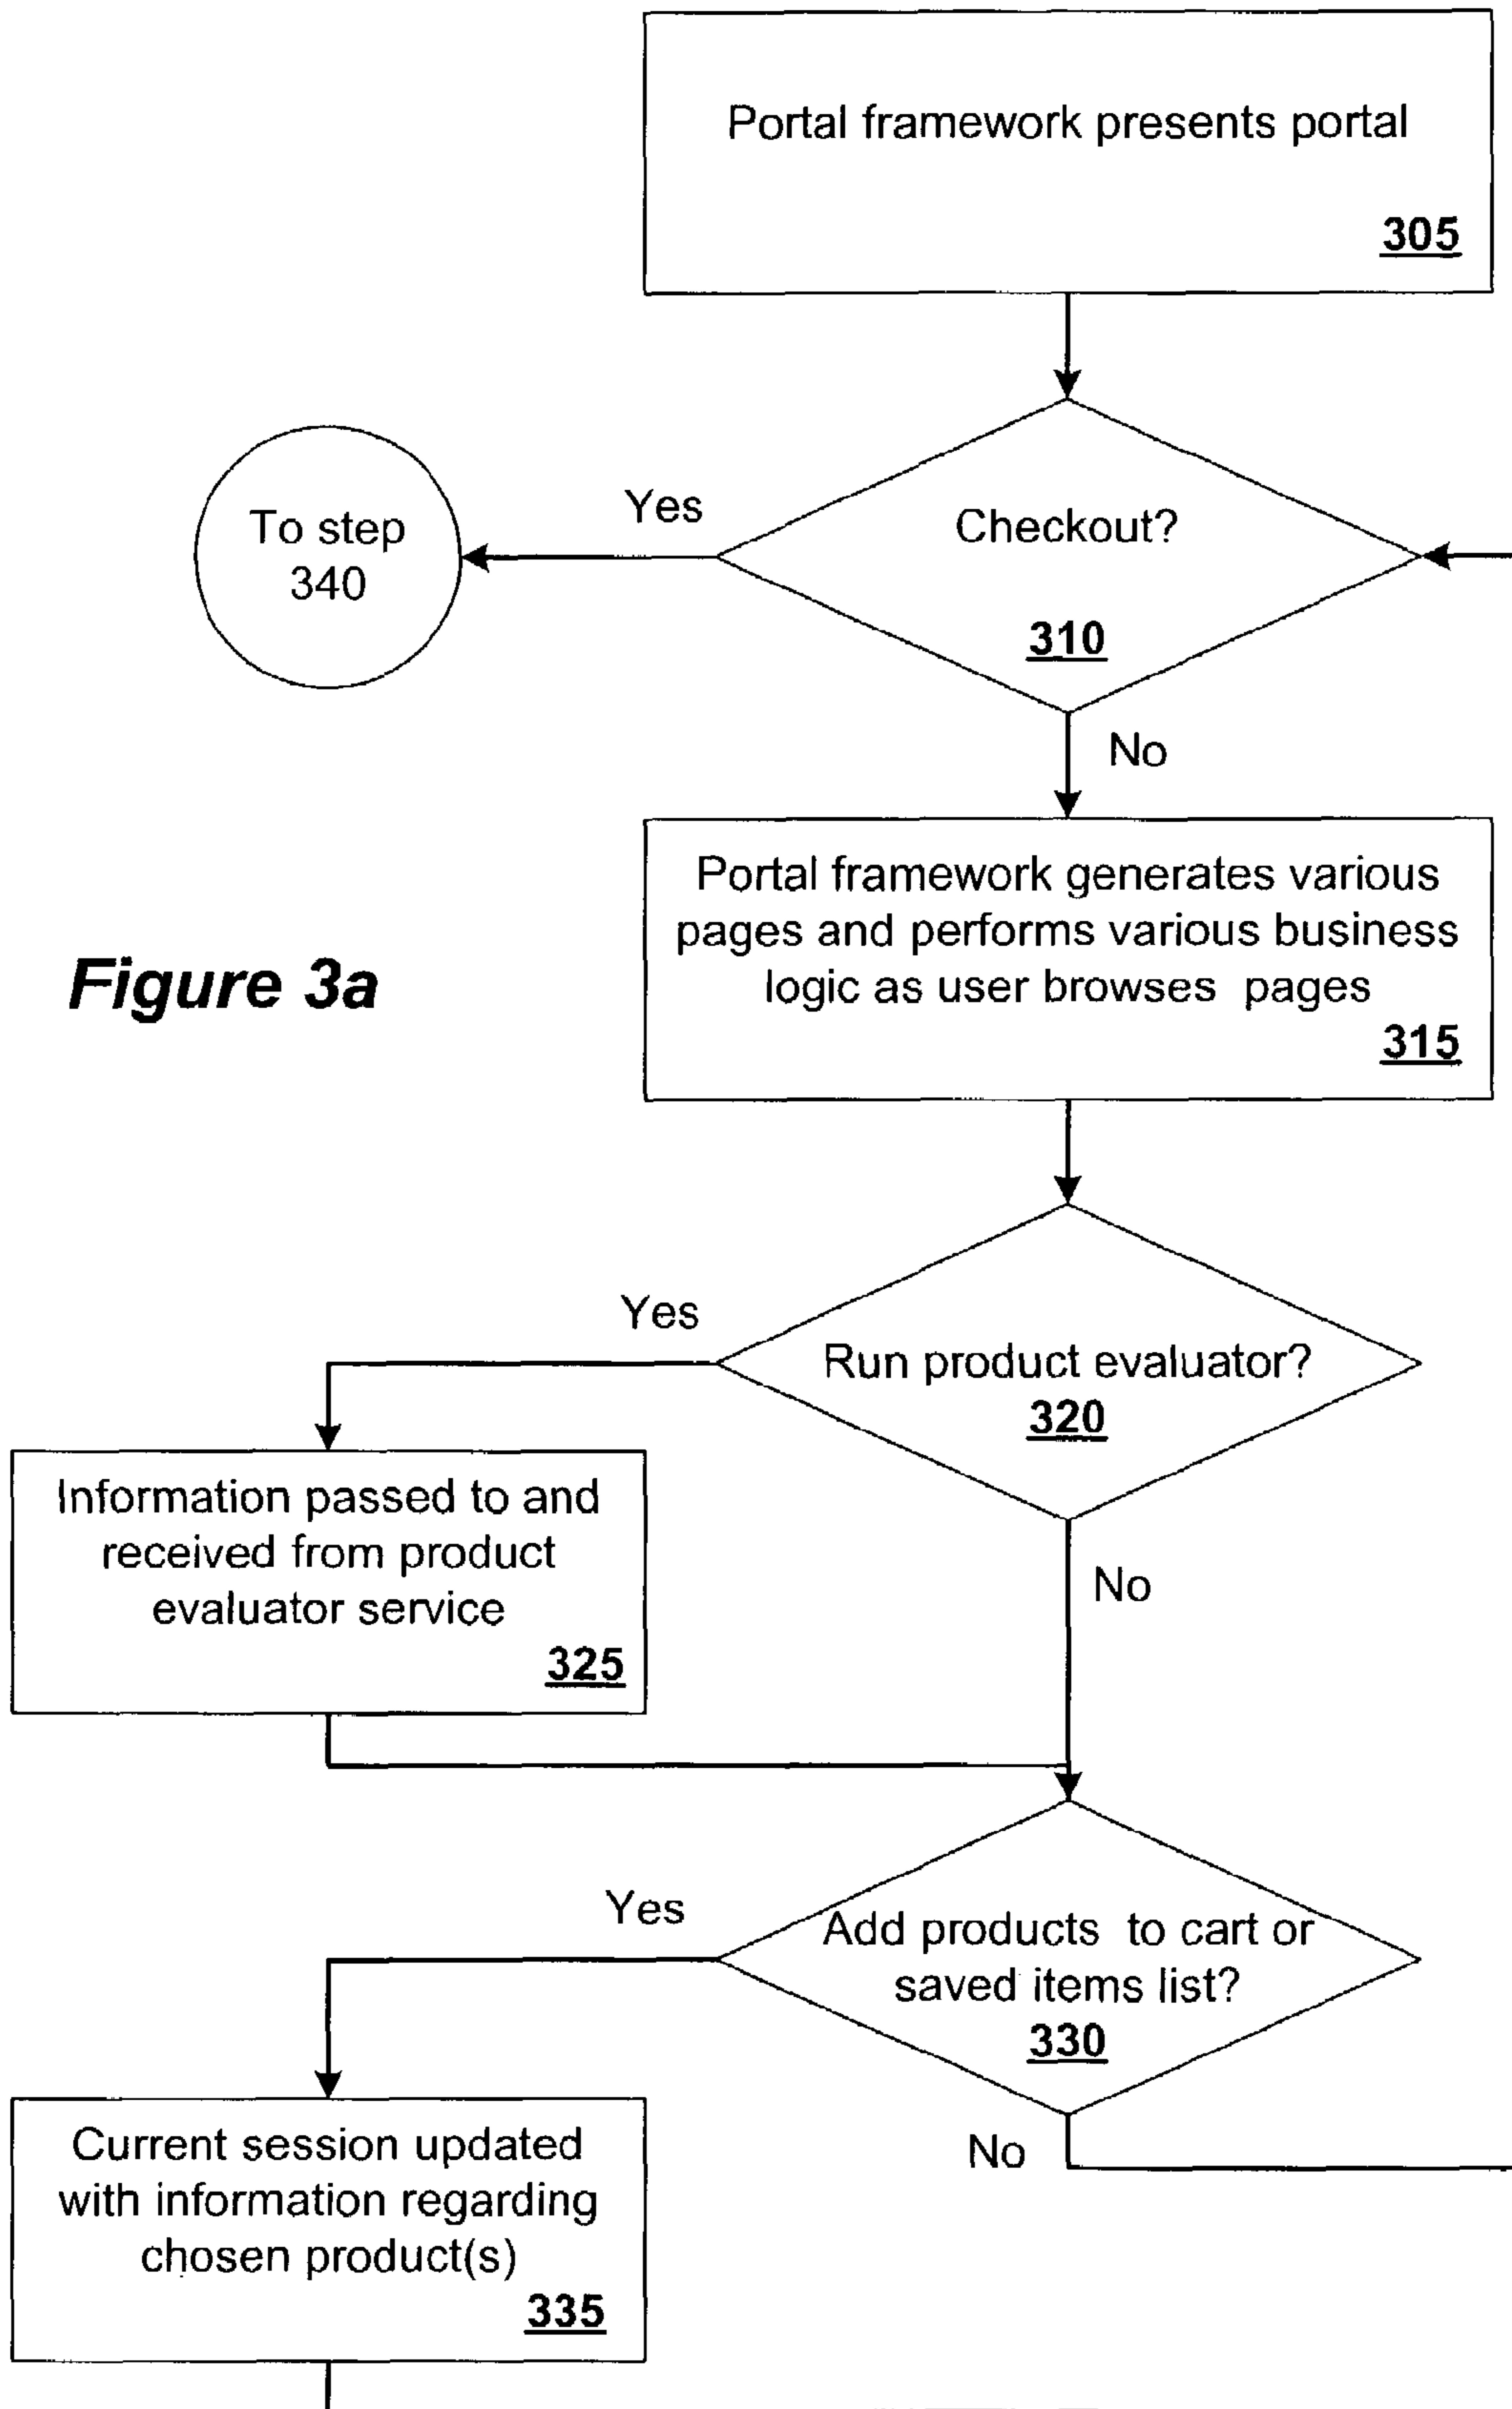 Portal framework presents portal
305
Checkout?
310
Yes
To step
340
No
Portal framework generates various
pages and performs various business
logic as user browses pages
315
Figure 3a
Run product evaluator?
320
Yes
Information passed to and
received from product
evaluator service
325
No
Add products to cart or
saved items list?
330
Yes
Current session updated
with information regarding
chosen product(s)
335
No